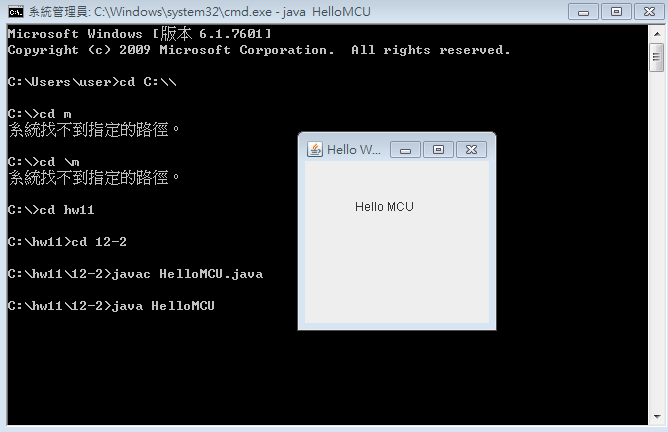 系統管理員: C:\Windows\system32\cmd.exe - java  HelloMCU
Microsoft Windows [版本 6.1.7601]
Copyright (c) 2009 Microsoft Corporation.  All rights reserved.
C:\Users\user>cd C:\\
C:\>cd m
系統找不到指定的路徑。
C:\>cd \m
系統找不到指定的路徑。
C:\>cd hw11
C:\hw11>cd 12-2
C:\hw11\12-2>javac HelloMCU.java
C:\hw11\12-2>java HelloMCU
Hello W...
Hello MCU